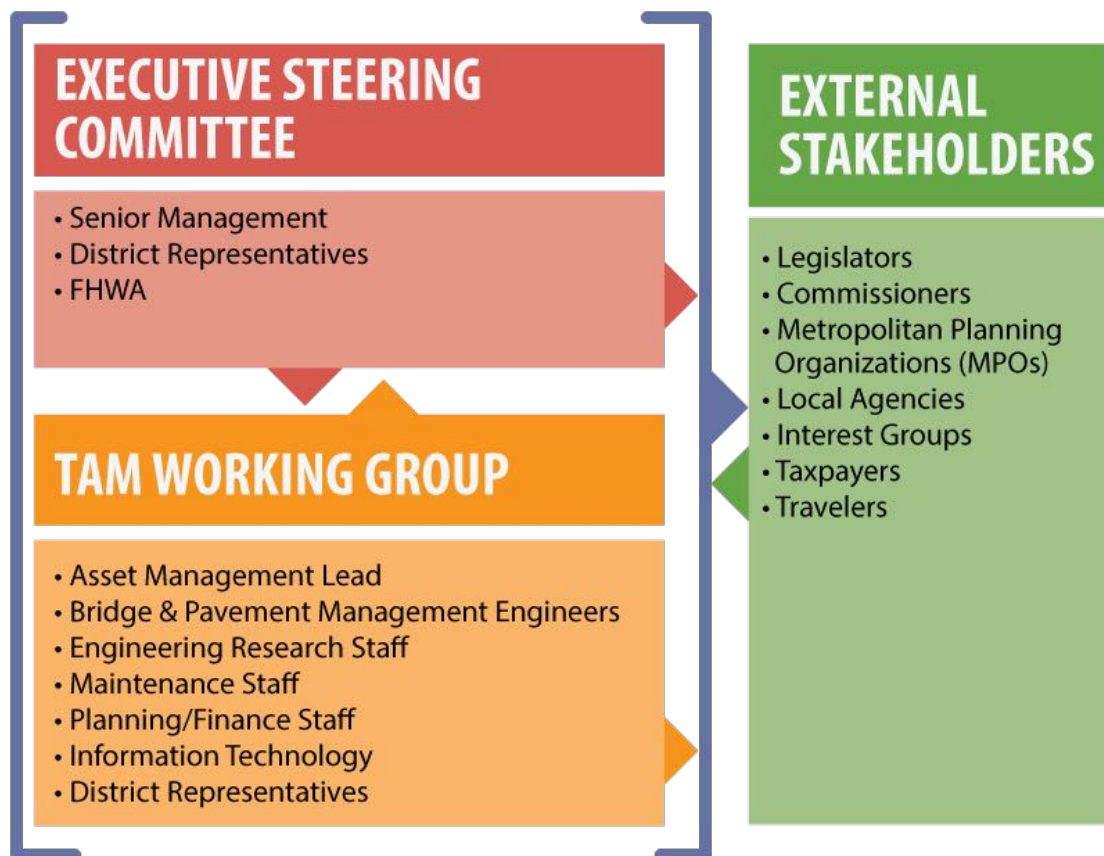 EXECUTIVE STEERING
COMMITTEE
• Senior Management
• District Representatives
• FHWA
TAM WORKING GROUP
• Asset Management Lead
• Bridge & Pavement Management Engineers
• Engineering Research Staff
• Maintenance Staff
• Planning/Finance Staff
• Information Technology
• District Representatives
EXTERNAL
STAKEHOLDERS
• Legislators
• Commissioners
• Metropolitan Planning
Organizations (MPOs)
• Local Agencies
• Interest Groups
• Taxpayers
• Travelers